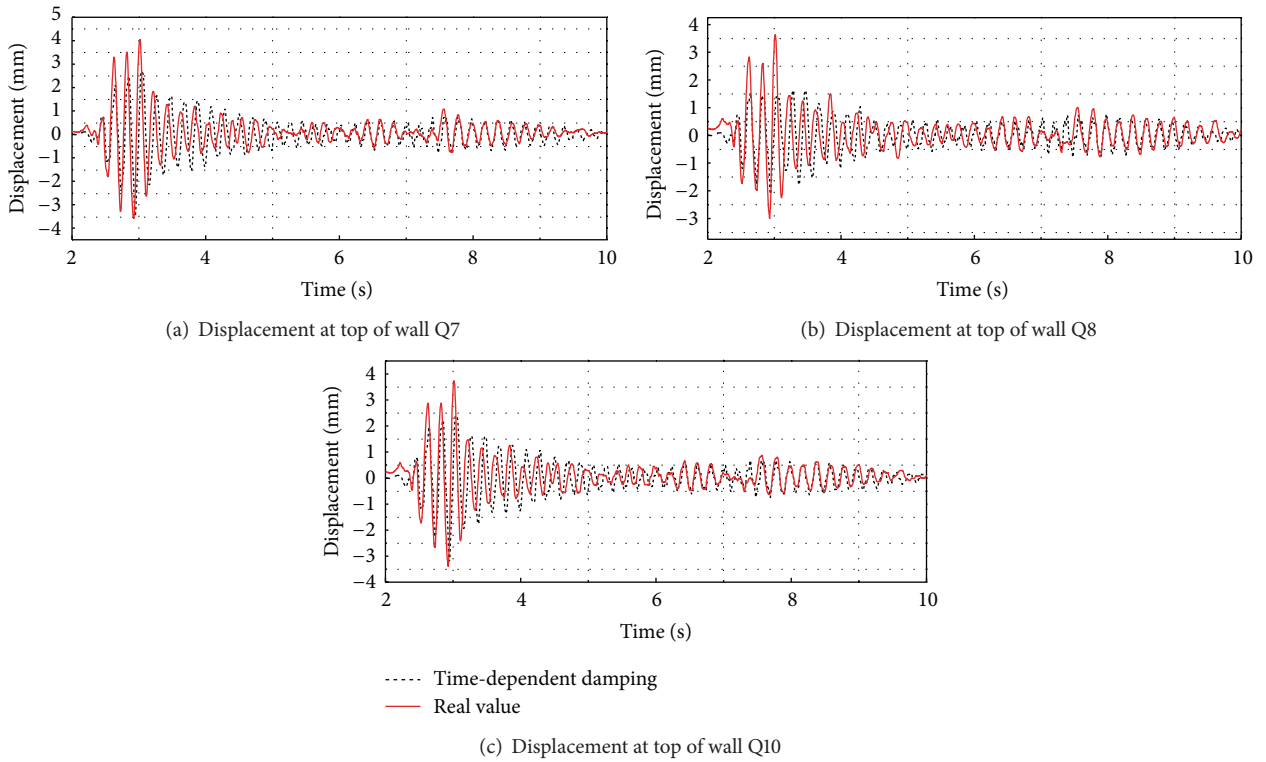 Displacement (mm)
5
4
3
2
1
0
−1
−2
−3
−4
2 4 6 8 10
Time (s)
(a) Displacement at top of wall Q7
Displacement (mm)
4
3
2
1
0
−1
−2
−3
2 4 6 8 10
Time (s)
(b) Displacement at top of wall Q8
Displacement (mm)
4
3
2
1
0
−1
−2
−3
−4
2 4 6 8 10
Time (s)
Time-dependent damping
Real value
(c) Displacement at top of wall Q10